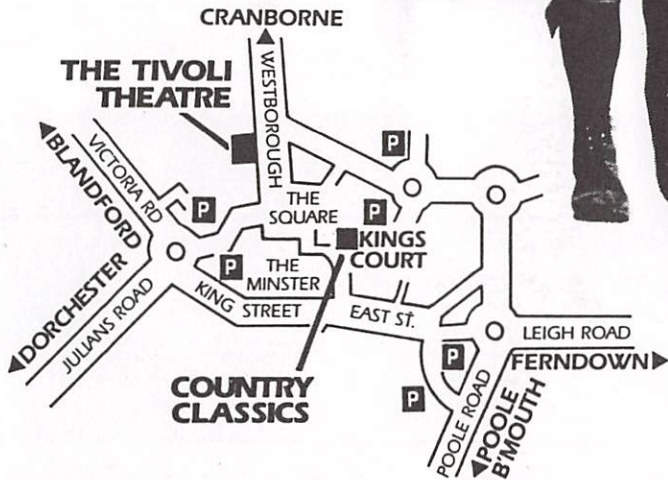 CRANBORNE
THE TIVOLI
THEATRE
WESTBOROUGH
P
VICTORIA RD
BLANDFORD
P
THE
SQUARE
P
KINGS
COURT
P
THE
MINSTER
DORCHESTER
JULIANS ROAD
KING STREET
EAST ST.
LEIGH ROAD
FERNDOWN
P
P
POOLE ROAD
POOLE
B'MOUTH
COUNTRY
CLASSICS